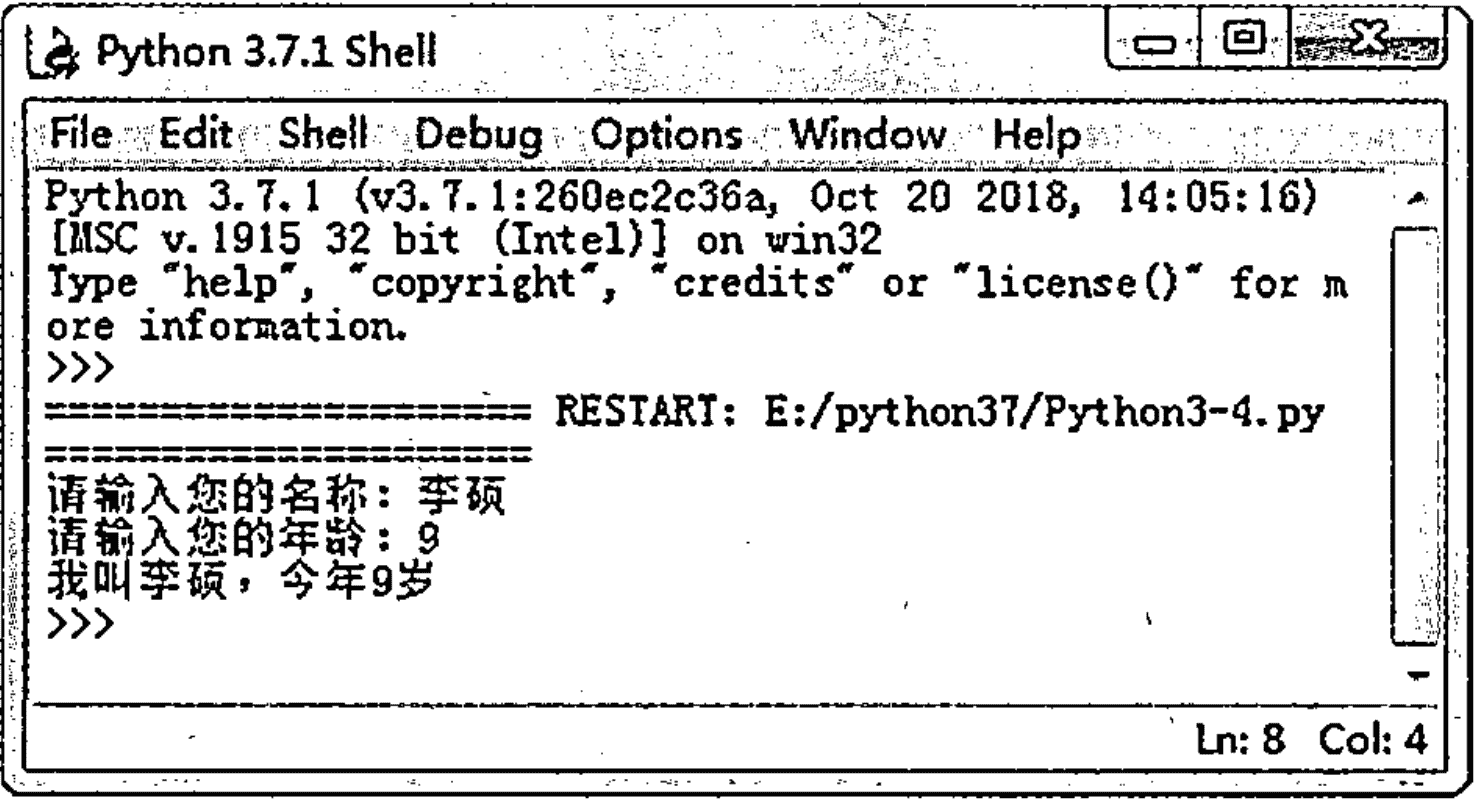 Python 3.7.1 Shell
File Edit Shell Debug Options Window Help
Python 3.7.1 (v3.7.1:260ec2c36a, Oct 20 2018, 14:05:16)
[MSC v.1915 32 bit (Intel)] on win32
Type "help", "copyright", "credits" or "license()" for m
ore information.
>>>
===================== RESTART: E:/python37/Python3-4.py
=====================
请输入您的名称：李硕
请输入您的年龄：9
我叫李硕，今年9岁
>>>
Ln: 8 Col: 4